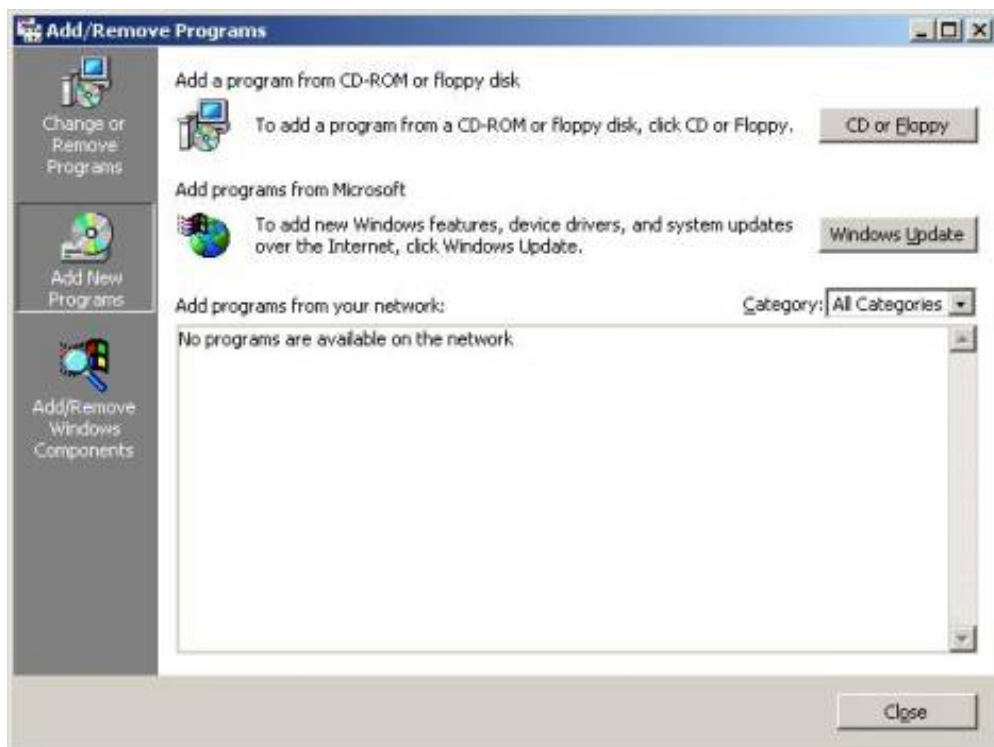 Add/Remove Programs
Change or
Remove
Programs
Add New
Programs
Add/Remove
Windows
Components
Add a program from CD-ROM or floppy disk
To add a program from a CD-ROM or floppy disk, click CD or Floppy.
CD or Floppy
Add programs from Microsoft
To add new Windows features, device drivers, and system updates
over the Internet, click Windows Update.
Windows Update
Add programs from your network:
Category: All Categories
No programs are available on the network
Close